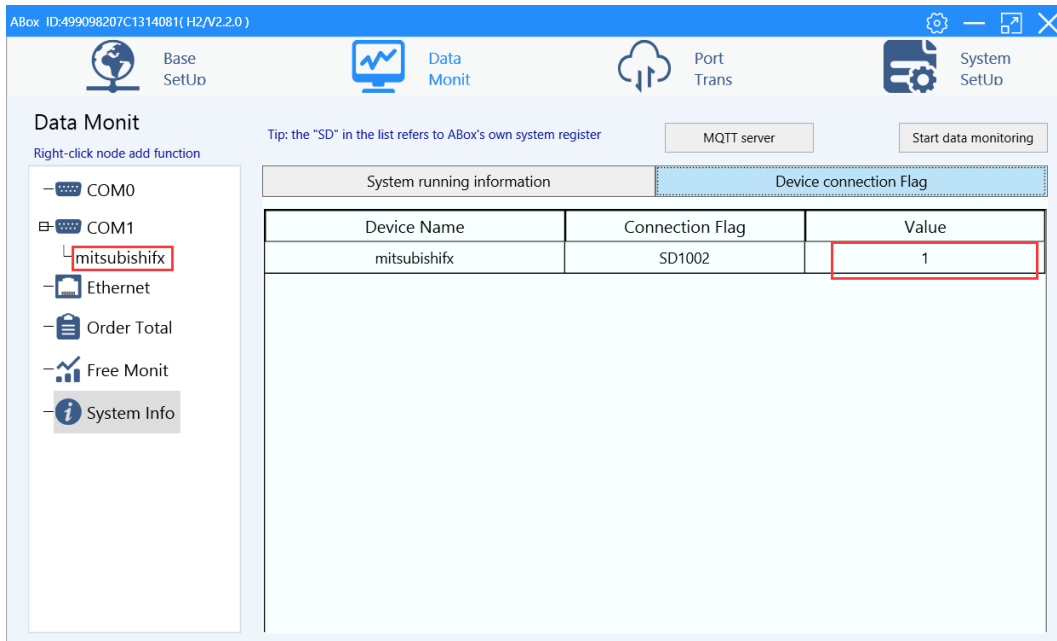 ABox ID:499098207C1314081( H2/V2.2.0 )
Base
SetUp
Data
Monit
Port
Trans
System
SetUp
Data Monit
Right-click node add function
Tip: the "SD" in the list refers to ABox's own system register
MQTT server
Start data monitoring
COM0
COM1
mitsubishifx
Ethernet
Order Total
Free Monit
System Info
System running information
Device connection Flag
Device Name
Connection Flag
Value
mitsubishifx
SD1002
1